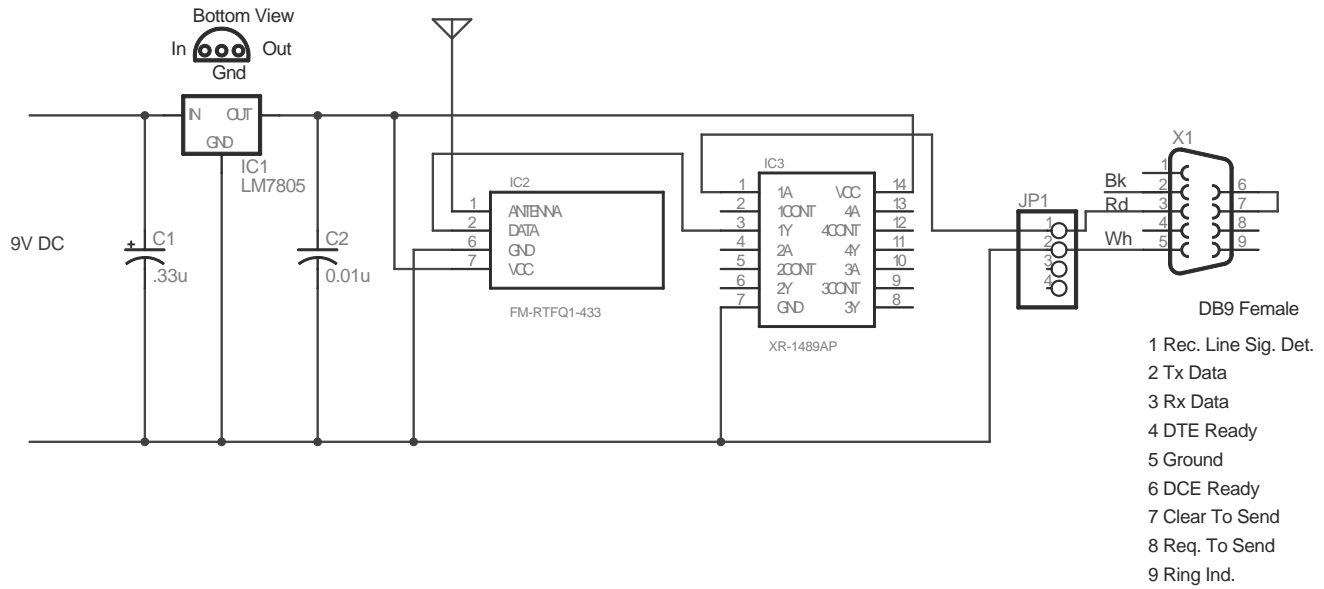 Bottom View
In
Out
Gnd
IN OUT
GND
IC1
LM7805
9V DC
+
C1
.33u
C2
0.01u
IC2
1 ANTENNA
2 DATA
6 GND
7 VCC
FM-RTFQ1-433
IC3
1 1A VCC 14
2 1CONT 4A 13
3 1Y 4CONT 12
4 2A 4Y 11
5 2CONT 3A 10
6 2Y 3CONT 9
7 GND 3Y 8
XR-1489AP
JP1
1
2
3
4
Bk
Rd
Wh
X1
1
2
3
4
5
6
7
8
9
DB9 Female
1 Rec. Line Sig. Det.
2 Tx Data
3 Rx Data
4 DTE Ready
5 Ground
6 DCE Ready
7 Clear To Send
8 Req. To Send
9 Ring Ind.